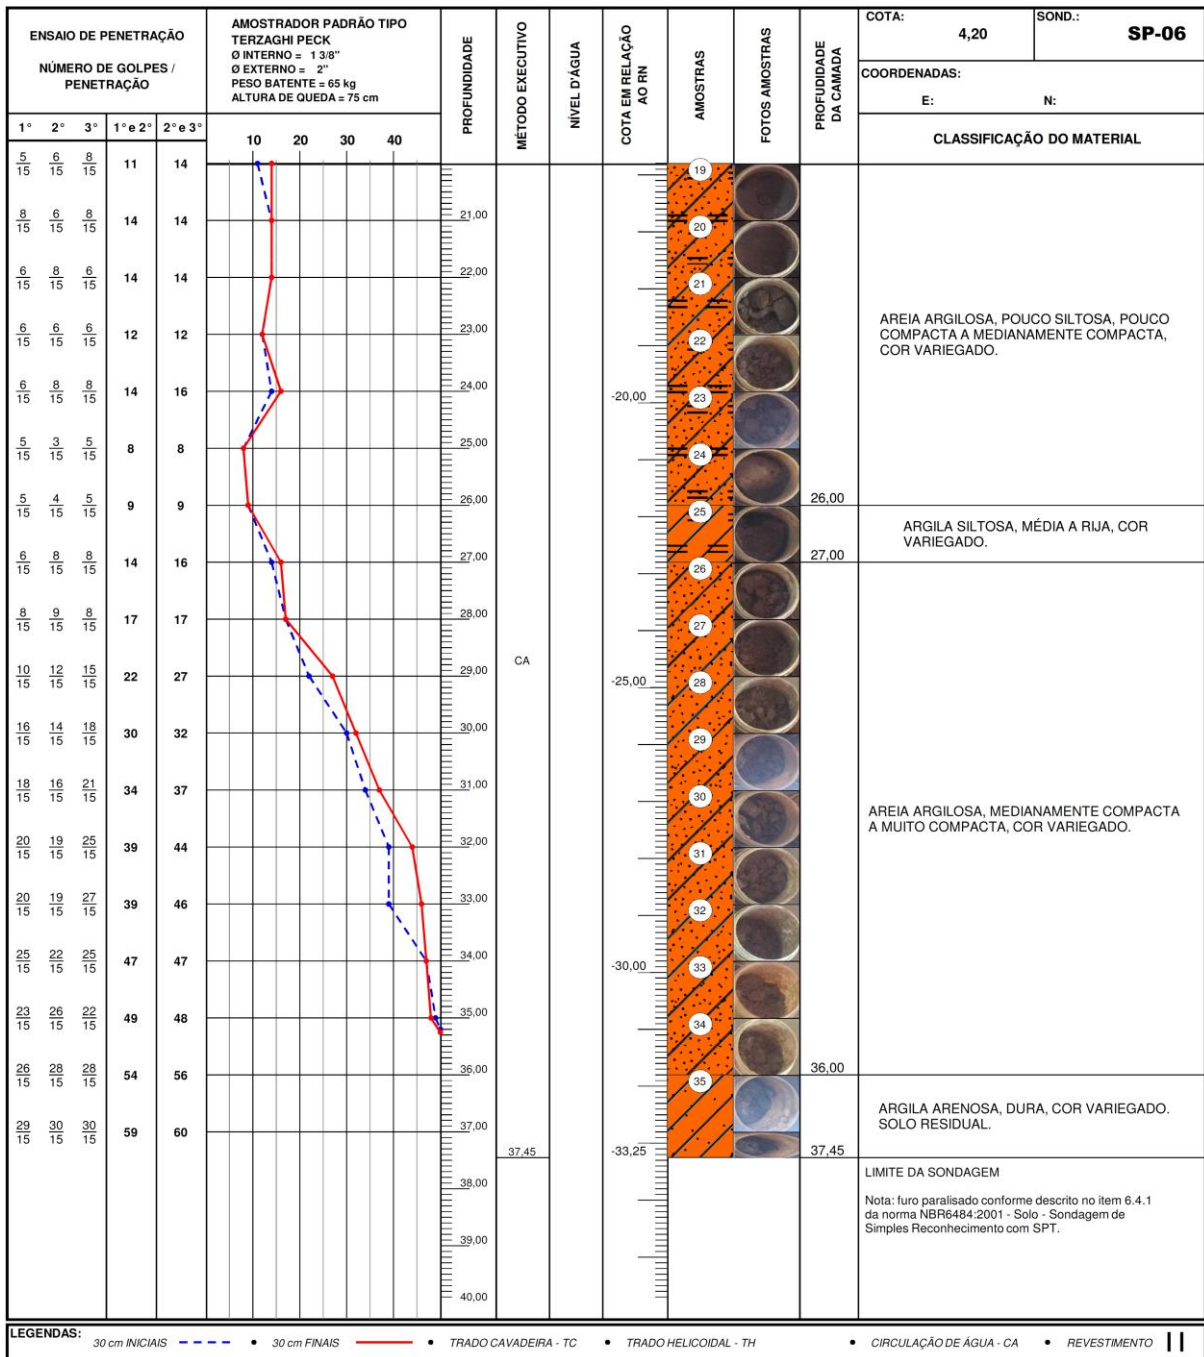 ENSAIO DE PENETRAÇÃO
NÚMERO DE GOLPES /
PENETRAÇÃO
AMOSTRADOR PADRÃO TIPO
TERZAGHI PECK
Ø INTERNO = 1 3/8"
Ø EXTERNO = 2"
PESO BATENTE = 65 kg
ALTURA DE QUEDA = 75 cm
PROFUNDIDADE
MÉTODO EXECUTIVO
NÍVEL D'ÁGUA
COTA EM RELAÇÃO
AO RN
AMOSTRAS
FOTOS AMOSTRAS
PROFUDIDADE
DA CAMADA
COTA: 4,20
SOND.: SP-06
COORDENADAS:
E: N:
CLASSIFICAÇÃO DO MATERIAL
1° 2° 3° 1°e 2° 2°e 3°
10 20 30 40
5/15 6/15 8/15 11 14
8/15 6/15 8/15 14 14
6/15 8/15 6/15 14 14
6/15 6/15 6/15 12 12
6/15 8/15 8/15 14 16
5/15 3/15 5/15 8 8
5/15 4/15 5/15 9 9
6/15 8/15 8/15 14 16
8/15 9/15 8/15 17 17
10/15 12/15 15/15 22 27
16/15 14/15 18/15 30 32
18/15 16/15 21/15 34 37
20/15 19/15 25/15 39 44
20/15 19/15 27/15 39 46
25/15 22/15 25/15 47 47
23/15 26/15 22/15 49 48
26/15 28/15 28/15 54 56
29/15 30/15 30/15 59 60
21,00
22,00
23,00
24,00
25,00
26,00
27,00
28,00
29,00
30,00
31,00
32,00
33,00
34,00
35,00
36,00
37,00
38,00
39,00
40,00
CA
37,45
-20,00
-25,00
-30,00
-33,25
19
20
21
22
23
24
25
26
27
28
29
30
31
32
33
34
35
26,00
27,00
36,00
37,45
AREIA ARGILOSA, POUCO SILTOSA, POUCO
COMPACTA A MEDIANAMENTE COMPACTA,
COR VARIEGADO.
ARGILA SILTOSA, MÉDIA A RIJA, COR
VARIEGADO.
AREIA ARGILOSA, MEDIANAMENTE COMPACTA
A MUITO COMPACTA, COR VARIEGADO.
ARGILA ARENOSA, DURA, COR VARIEGADO.
SOLO RESIDUAL.
LIMITE DA SONDAGEM
Nota: furo paralisado conforme descrito no item 6.4.1
da norma NBR6484:2001 - Solo - Sondagem de
Simples Reconhecimento com SPT.
LEGENDAS: 30 cm INICIAIS • 30 cm FINAIS • TRADO CAVADEIRA - TC • TRADO HELICOIDAL - TH • CIRCULAÇÃO DE ÁGUA - CA • REVESTIMENTO